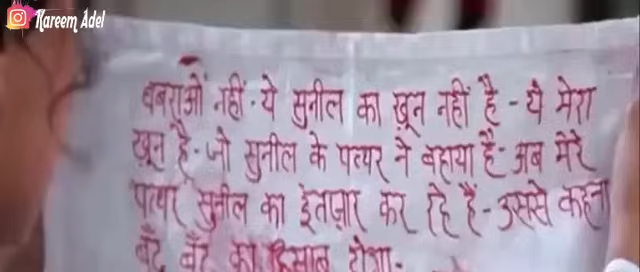 Kareem Adel
घबराओं नहीं - ये सुनील का ख़ून नहीं है - ये मेरा
ख़ून है - जो सुनील के पत्थर ने बहाया है - अब मेरे
पत्थर सुनील का इंतज़ार कर रहे हैं - उससे कहना
बूँद बूँद का हिसाब होगा -